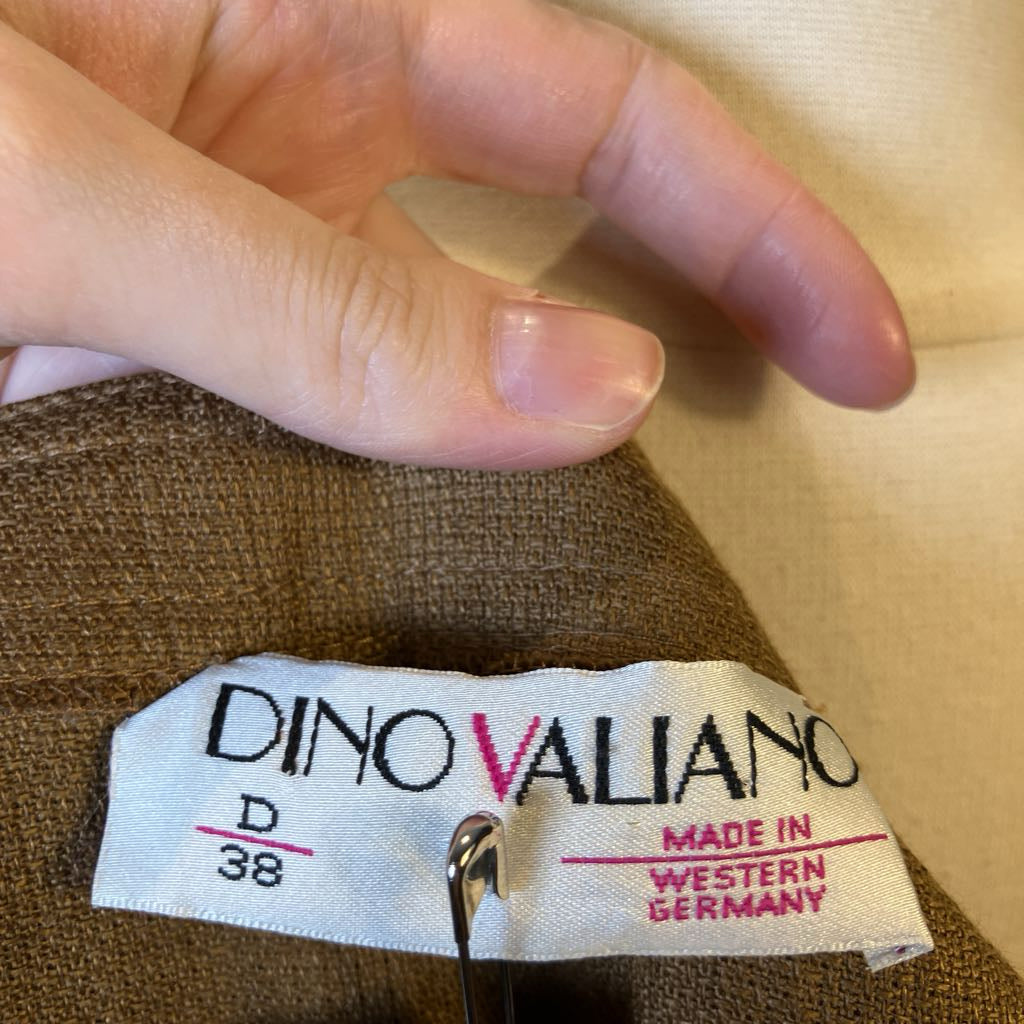 DINO VALIANO
D
38
MADE IN
WESTERN
GERMANY